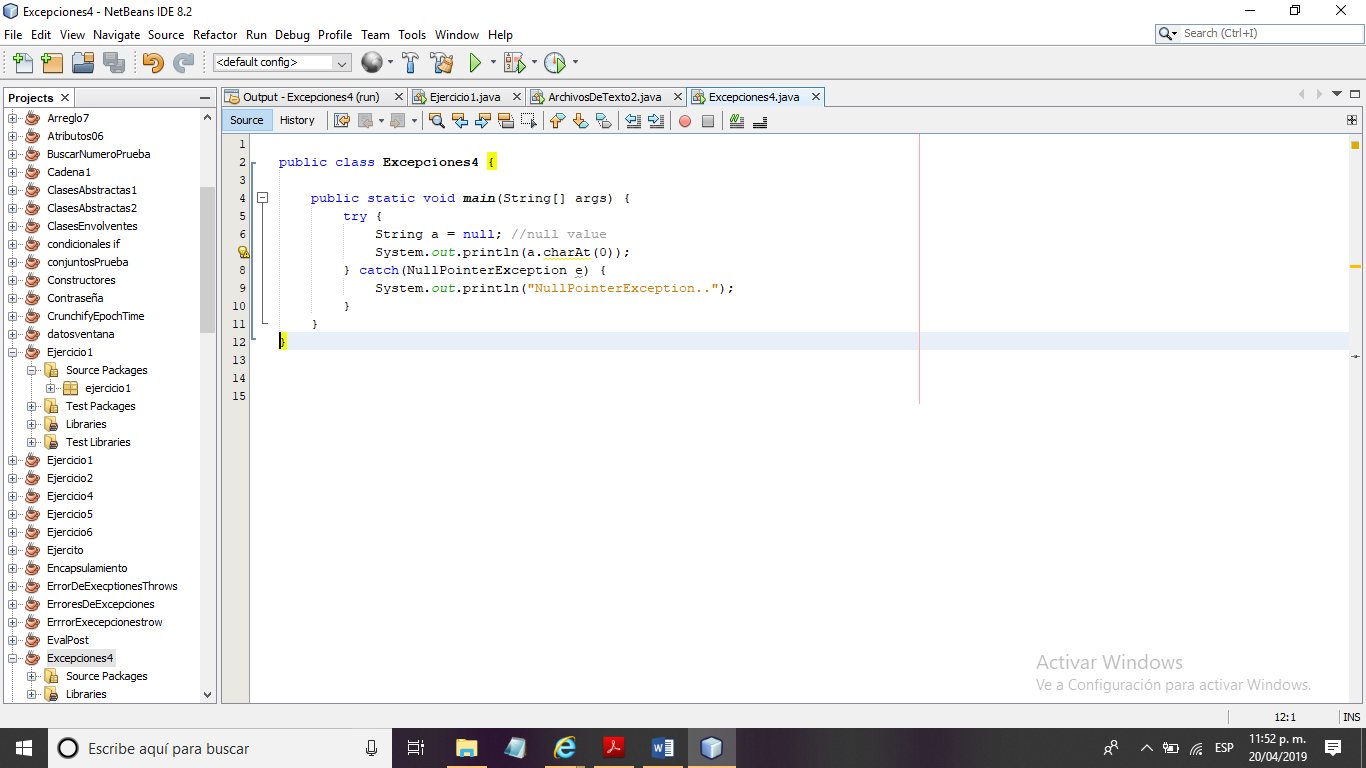 Excepciones4 - NetBeans IDE 8.2
File Edit View Navigate Source Refactor Run Debug Profile Team Tools Window Help
Search (Ctrl+I)
<default config>
Projects
Arreglo7
Atributos06
BuscarNumeroPrueba
Cadena1
ClasesAbstractas1
ClasesAbstractas2
ClasesEnvolventes
condicionales if
conjuntosPrueba
Constructores
Contraseña
CrunchifyEpochTime
datosventana
Ejercicio1
Source Packages
ejercicio1
Test Packages
Libraries
Test Libraries
Ejercicio1
Ejercicio2
Ejercicio4
Ejercicio5
Ejercicio6
Ejercito
Encapsulamiento
ErrorDeExecptionesThrows
ErroresDeExcepciones
ErrrorExecepcionestrow
EvalPost
Excepciones4
Source Packages
Libraries
Output - Excepciones4 (run) Ejercicio1.java ArchivosDeTexto2.java Excepciones4.java
Source History
1
2 public class Excepciones4 {
3
4 public static void main(String[] args) {
5 try {
6 String a = null; //null value
System.out.println(a.charAt(0));
8 } catch(NullPointerException e) {
9 System.out.println("NullPointerException..");
10 }
11 }
12 }
13
14
15
Activar Windows
Ve a Configuración para activar Windows.
12:1 INS
Escribe aquí para buscar
ESP
11:52 p. m.
20/04/2019